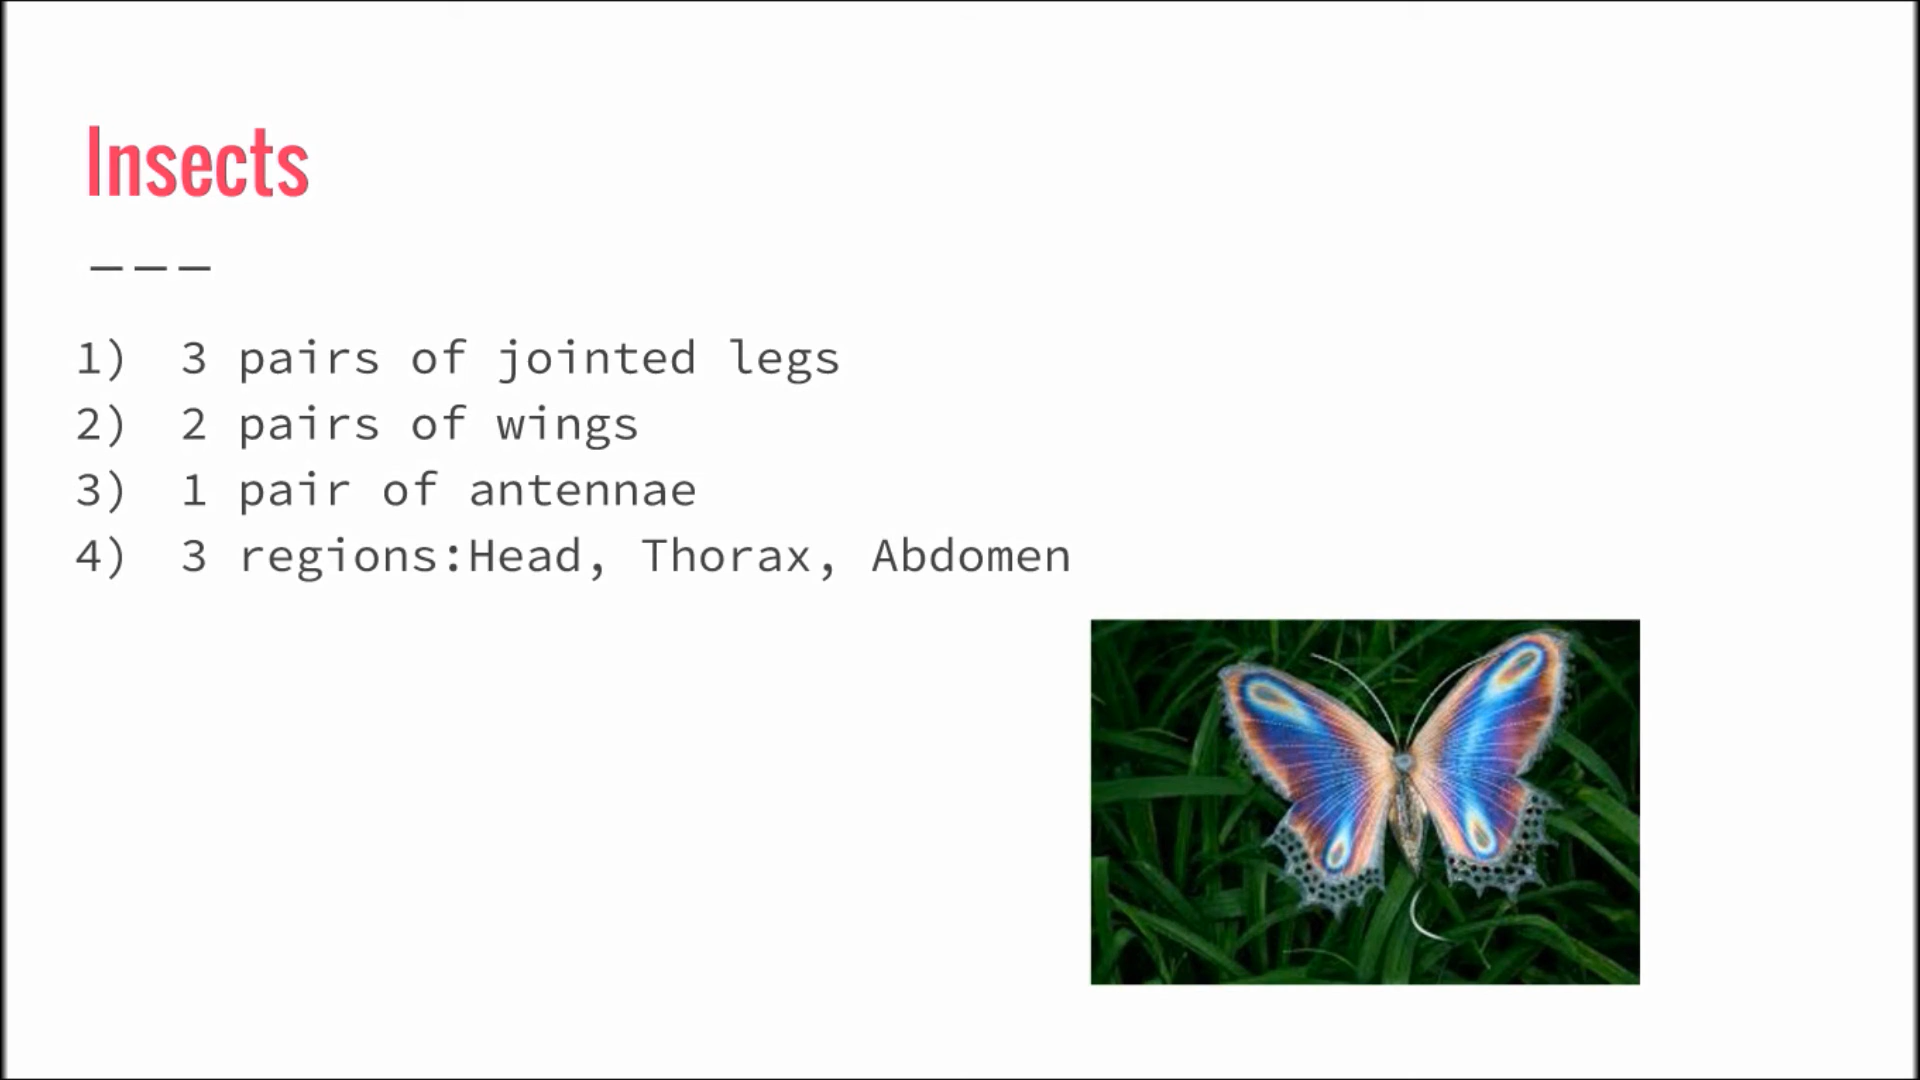 Insects
———
1) 3 pairs of jointed legs
2) 2 pairs of wings
3) 1 pair of antennae
4) 3 regions:Head, Thorax, Abdomen